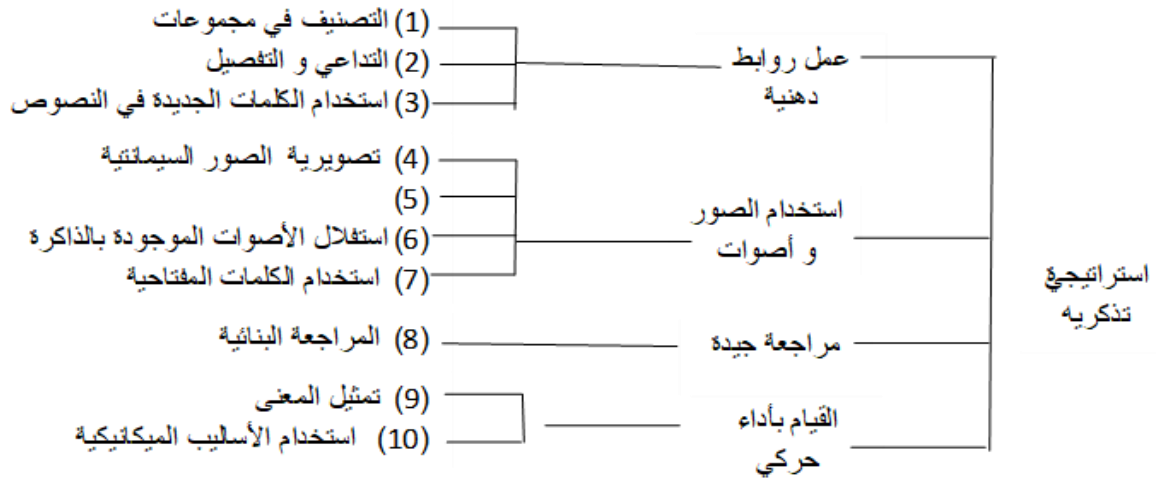 استراتيجية
تذكريه
عمل روابط
دهنية
(1) التصنيف في مجموعات
(2) التداعي و التفصيل
(3) استخدام الكلمات الجديدة في النصوص
استخدام الصور
و أصوات
(4) تصويرية الصور السيمانتية
(5)
(6) استفلال الأصوات الموجودة بالذاكرة
(7) استخدام الكلمات المفتاحية
مراجعة جيدة
(8) المراجعة البنائية
القيام بأداء
حركي
(9) تمثيل المعنى
(10) استخدام الأساليب الميكانيكية